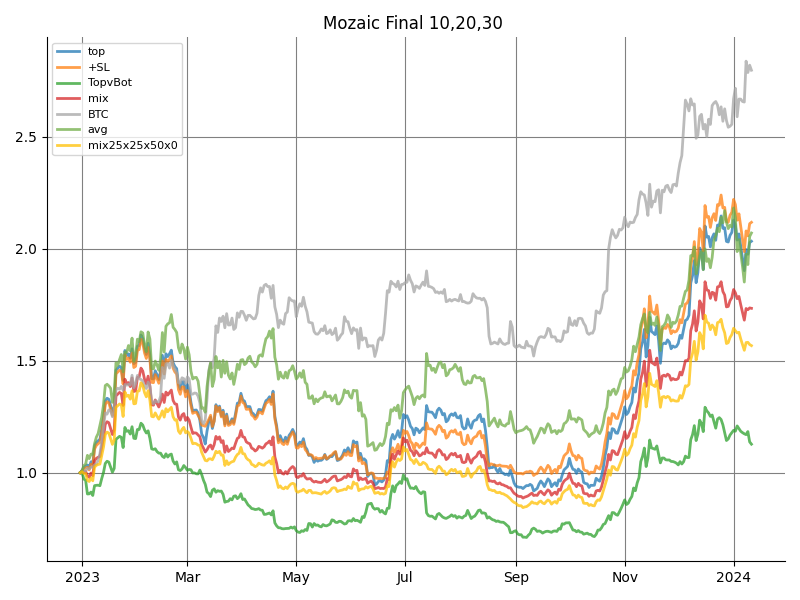 Mozaic Final 10,20,30
top
+SL
TopvBot
mix
BTC
avg
mix25x25x50x0
2.5
2.0
1.5
1.0
2023
Mar
May
Jul
Sep
Nov
2024